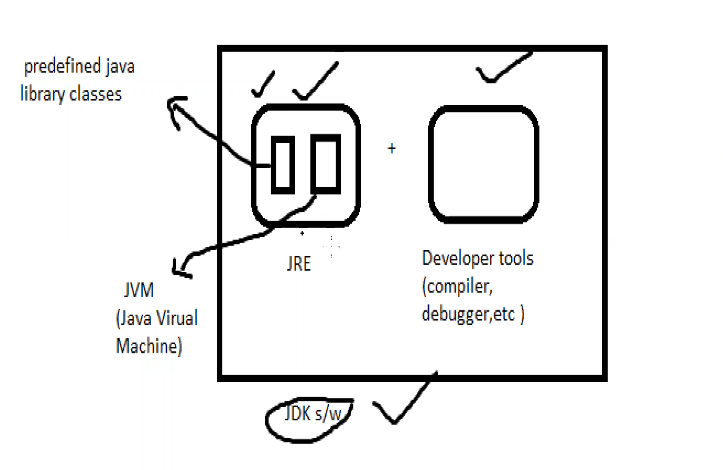 predefined java
library classes
+
JRE
Developer tools
(compiler,
debugger,etc )
JVM
(Java Virual
Machine)
JDK s/w